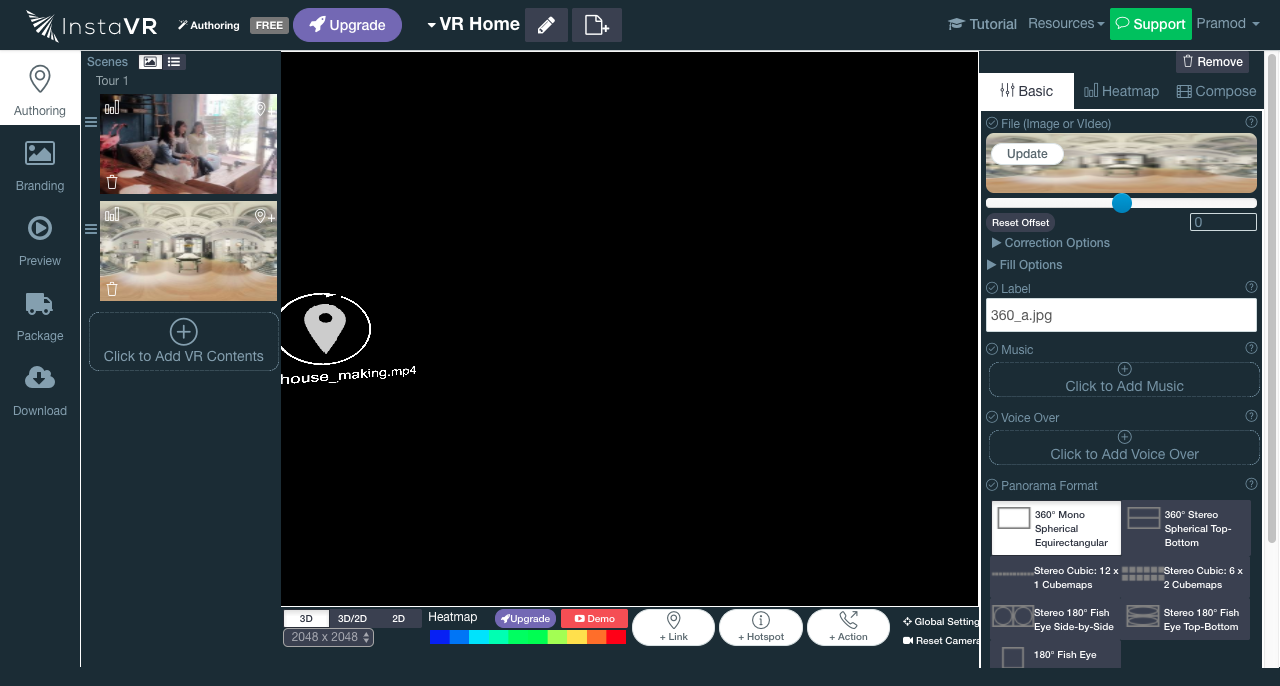 InstaVR
Authoring
FREE
Upgrade
VR Home
Tutorial
Resources
Support
Pramod
Authoring
Branding
Preview
Package
Download
Scenes
Tour 1
Click to Add VR Contents
house_making.mp4
3D
3D/2D
2D
2048 x 2048
Heatmap
Upgrade
Demo
+ Link
+ Hotspot
+ Action
Global Setting
Reset Camera
Remove
Basic
Heatmap
Compose
File (Image or VIdeo)
Update
Reset Offset
0
Correction Options
Fill Options
Label
360_a.jpg
Music
Click to Add Music
Voice Over
Click to Add Voice Over
Panorama Format
360° Mono
Spherical
Equirectangular
360° Stereo
Spherical Top-
Bottom
Stereo Cubic: 12 x
1 Cubemaps
Stereo Cubic: 6 x
2 Cubemaps
Stereo 180° Fish
Eye Side-by-Side
Stereo 180° Fish
Eye Top-Bottom
180° Fish Eye